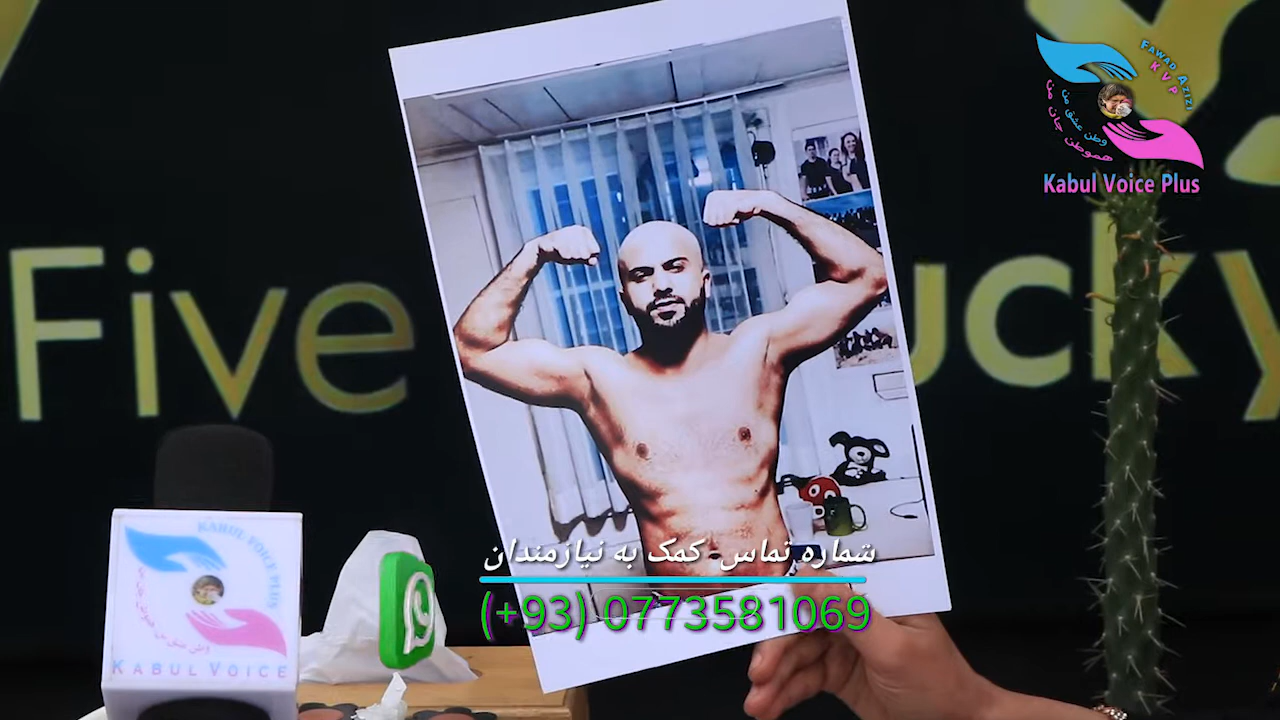 FAWAD AZIZI
KVP
وطن عشق من
هموطن جان من
Kabul Voice Plus
Five
ucky
KABUL VOICE PLUS
KABUL VOICE
شماره تماس کمک به نیازمندان
(+93) 0773581069